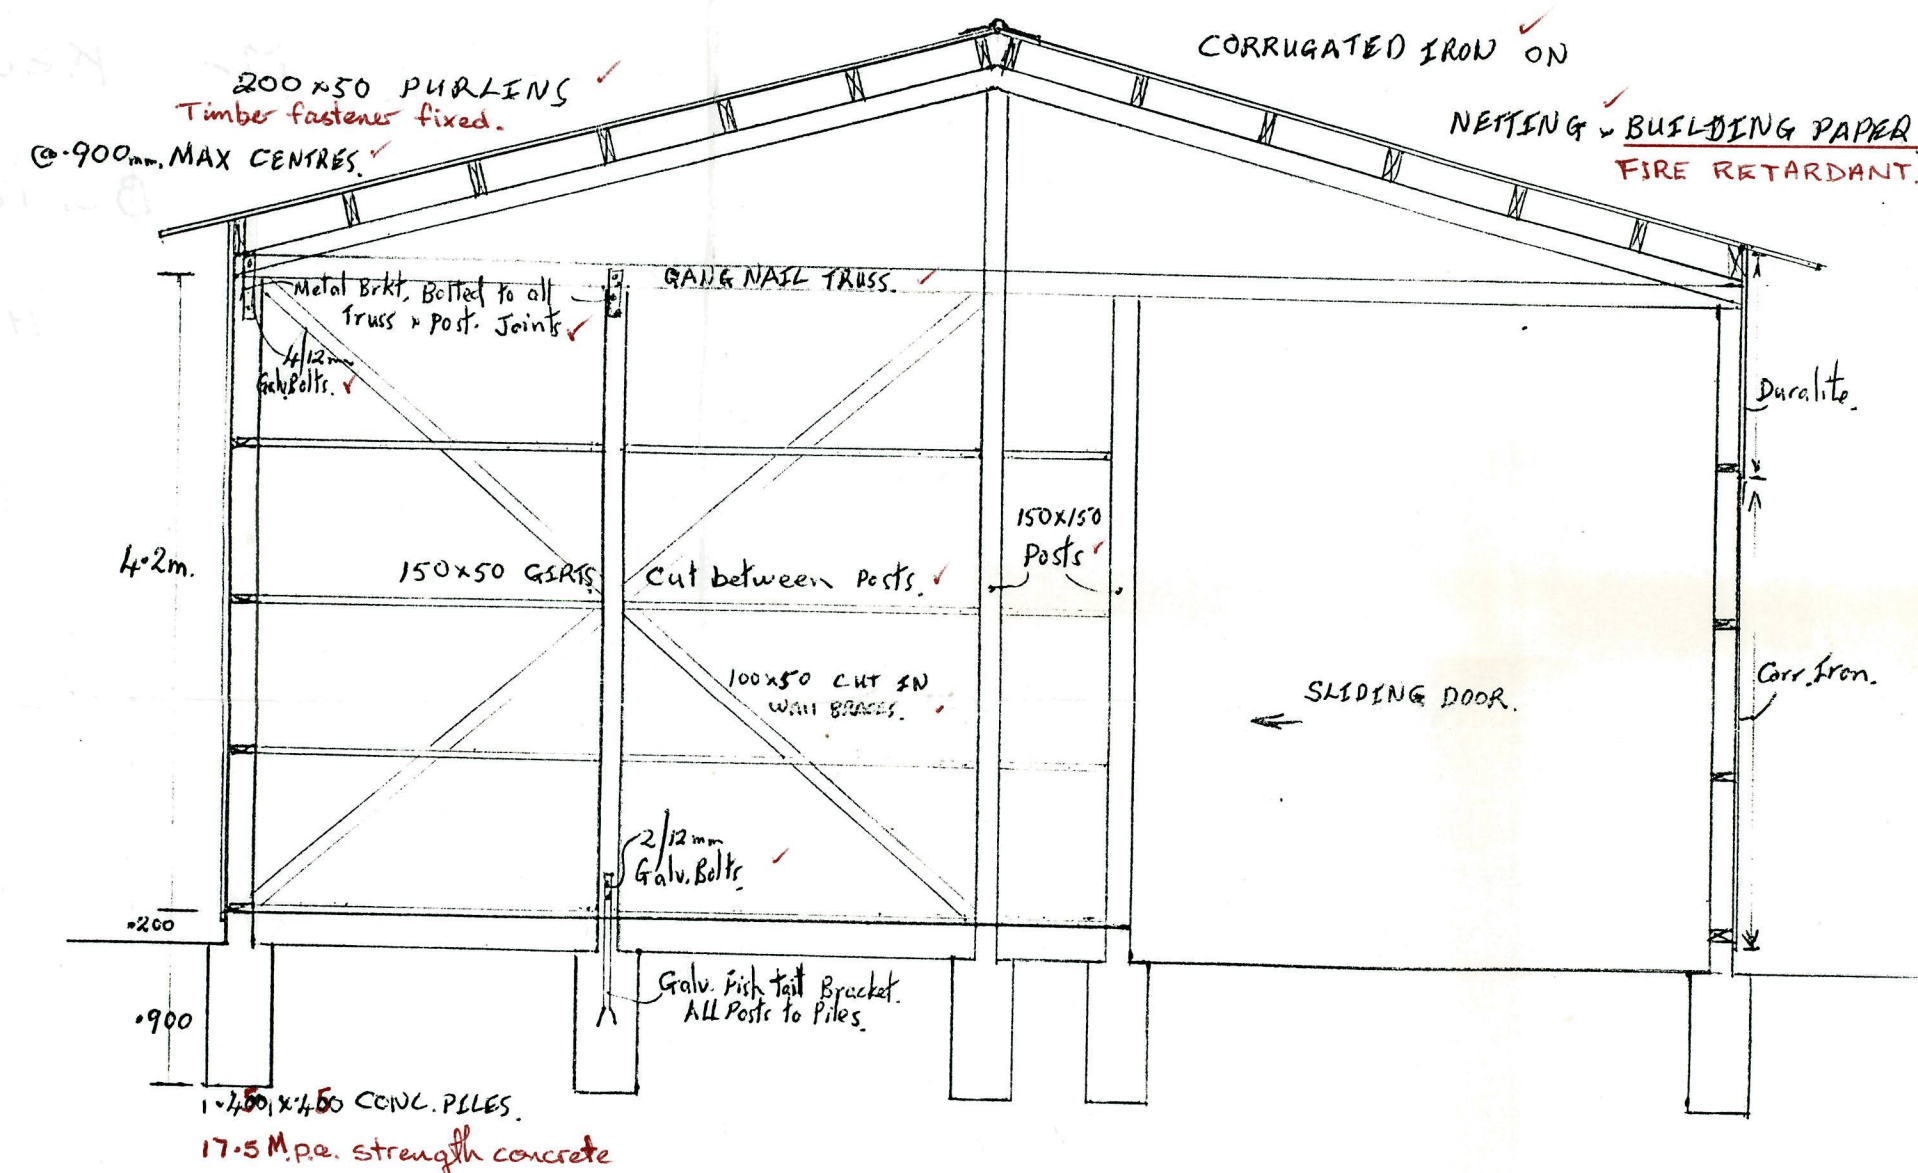 CORRUGATED IRON ON
200x50 PURLINS
Timber fastener fixed.
@ .900mm. MAX CENTRES.
NETTING & BUILDING PAPER
FIRE RETARDANT.
GANG NAIL TRUSS.
Metal Brkt. Bolted to all
Truss & Post. Joints
4/12mm
Galv.Bolts.
Duralite.
150x150
Posts
4.2m.
150x50 GIRTS
Cut between Posts.
100x50 CUT IN
WALL BRACES.
SLIDING DOOR.
Corr. Iron.
2/12mm
Galv. Bolts.
.200
Galv. Fish tail Bracket.
ALL Posts to Piles.
.900
.450 x .450 CONC. PILES.
17.5 M.p.a. strength concrete